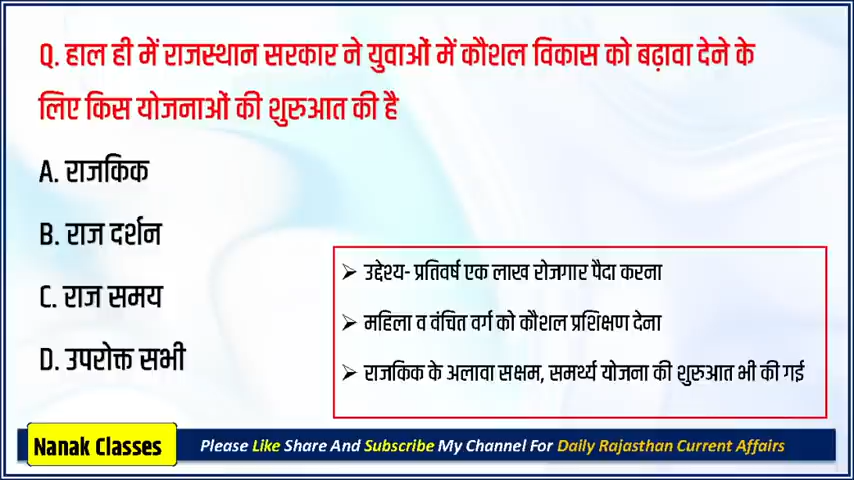 Q. हाल ही में राजस्थान सरकार ने युवाओं में कौशल विकास को बढ़ावा देने के
लिए किस योजनाओं की शुरुआत की है
A. राजकिक
B. राज दर्शन
C. राज समय
D. उपरोक्त सभी
➤ उद्देश्य- प्रतिवर्ष एक लाख रोजगार पैदा करना
➤ महिला व वंचित वर्ग को कौशल प्रशिक्षण देना
➤ राजकिक के अलावा सक्षम, समर्थ्य योजना की शुरुआत भी की गई
Nanak Classes
Please Like Share And Subscribe My Channel For Daily Rajasthan Current Affairs